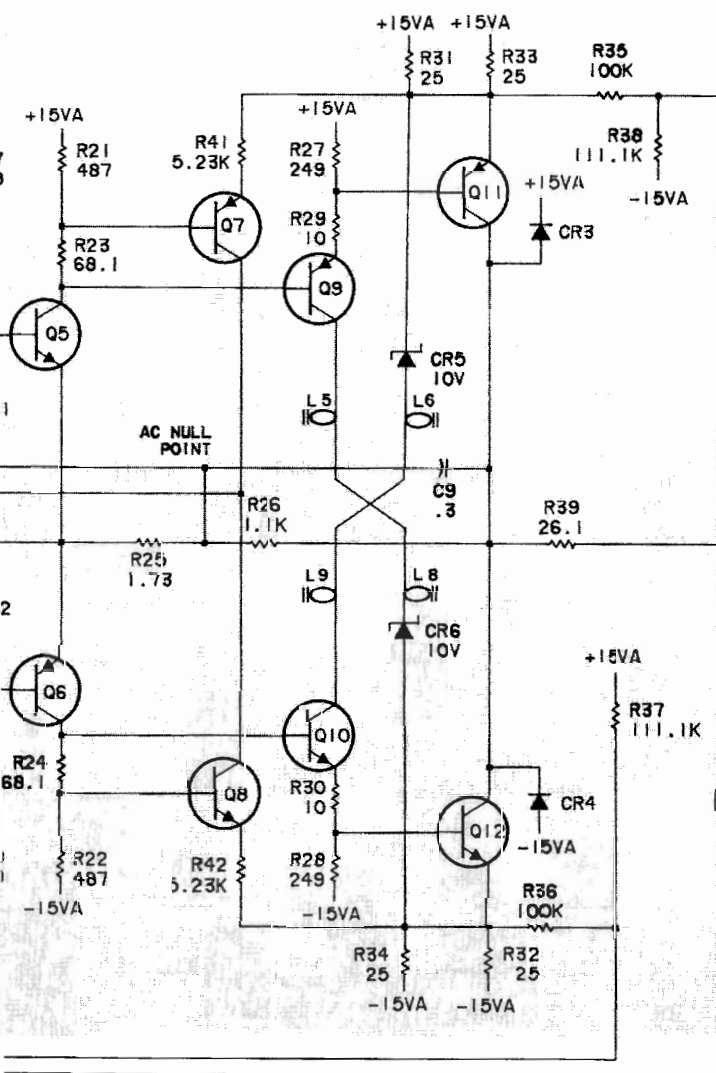 +15VA +15VA
R31
25
R33
25
R35
100K
+15VA
+15VA
R21
487
R41
5.23K
R27
249
R38
111.1K
Q11
+15VA
-15VA
R29
10
Q7
CR3
R23
68.1
Q9
Q5
CR5
10V
L5
L6
AC NULL
POINT
C9
.3
R26
1.1K
R39
26.1
R25
1.73
L9
L8
2
CR6
10V
+15VA
Q6
R37
111.1K
Q10
R24
68.1
R30
10
Q8
CR4
Q12
-15VA
R22
487
R42
5.23K
R28
249
-15VA
-15VA
R36
100K
R34
25
R32
25
-15VA
-15VA